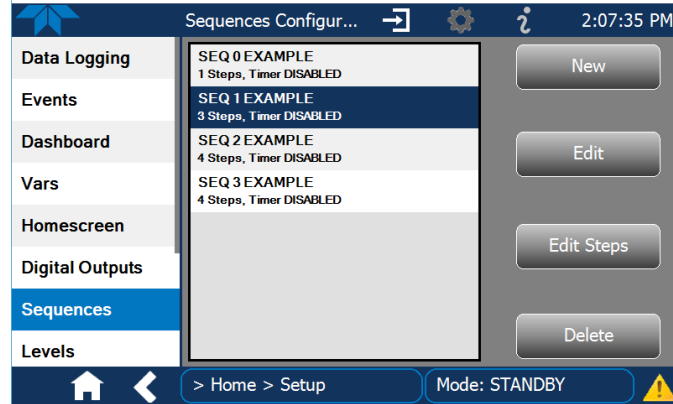 Sequences Configur...
2:07:35 PM
Data Logging
Events
Dashboard
Vars
Homescreen
Digital Outputs
Sequences
Levels
SEQ 0 EXAMPLE
1 Steps, Timer DISABLED
SEQ 1 EXAMPLE
3 Steps, Timer DISABLED
SEQ 2 EXAMPLE
4 Steps, Timer DISABLED
SEQ 3 EXAMPLE
4 Steps, Timer DISABLED
New
Edit
Edit Steps
Delete
> Home > Setup
Mode: STANDBY